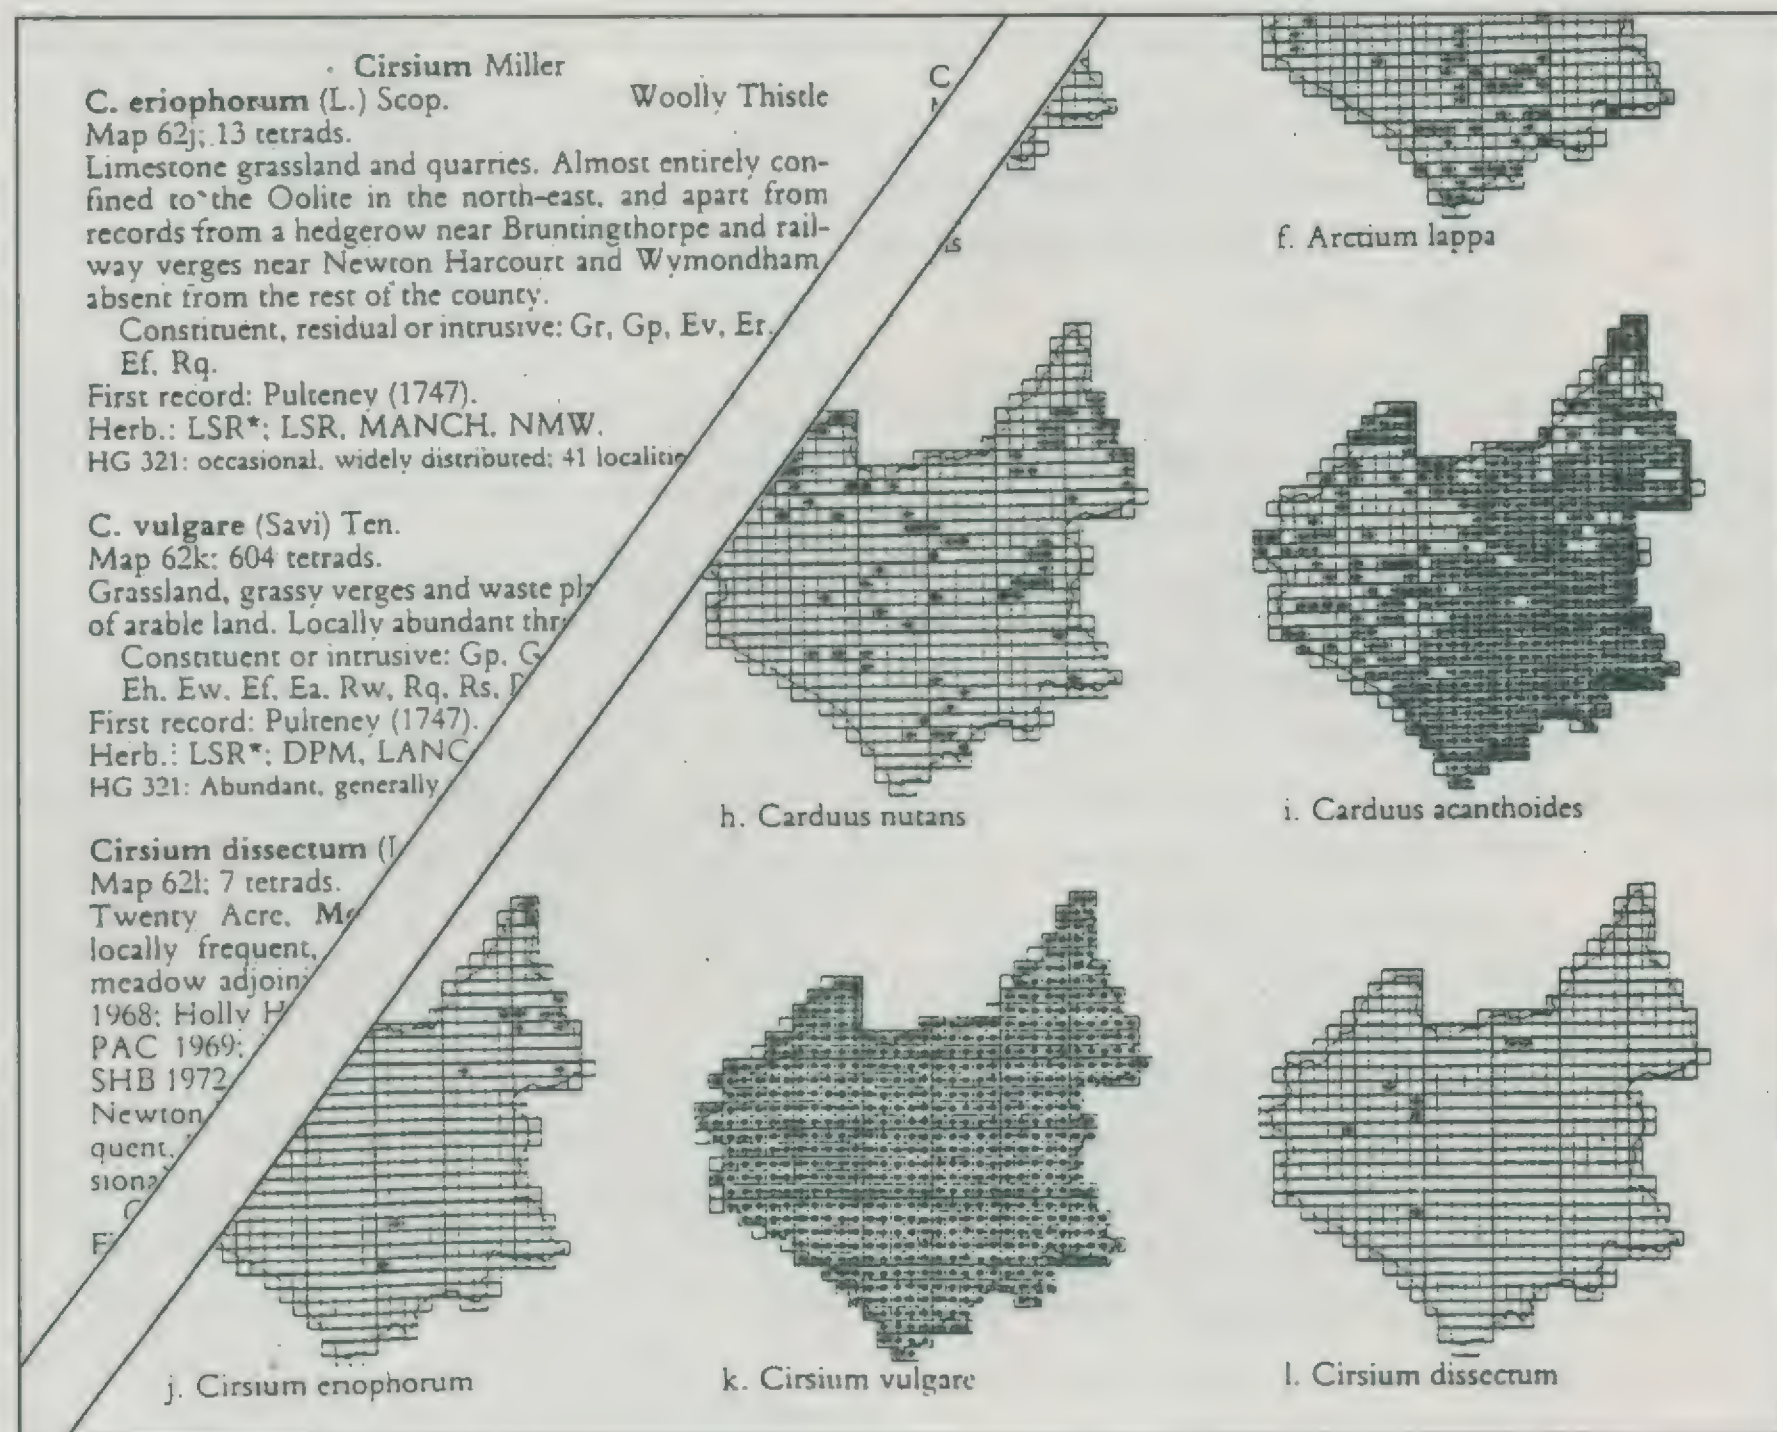 Cirsium Miller
C. eriophorum (L.) Scop. Woolly Thistle
Map 62j; 13 tetrads.
Limestone grassland and quarries. Almost entirely con-
fined to the Oolite in the north-east, and apart from
records from a hedgerow near Bruntingthorpe and rail-
way verges near Newton Harcourt and Wymondham
absent from the rest of the county.
Constituent, residual or intrusive: Gr, Gp, Ev, Er,
Ef, Rq.
First record: Pulteney (1747).
Herb.: LSR*; LSR, MANCH, NMW.
HG 321: occasional, widely distributed; 41 localitie
C. vulgare (Savi) Ten.
Map 62k; 604 tetrads.
Grassland, grassy verges and waste pla
of arable land. Locally abundant thr
Constituent or intrusive: Gp, G
Eh, Ew, Ef, Ea, Rw, Rq, Rs,
First record: Pulteney (1747).
Herb.: LSR*; DPM, LANC
HG 321: Abundant, generally
Cirsium dissectum (
Map 62l; 7 tetrads.
Twenty Acre, M
locally frequent,
meadow adjoin
1968; Holly H
PAC 1969;
SHB 1972
Newton
quent,
siona
C
s
f. Arctium lappa
h. Carduus nutans
i. Carduus acanthoides
j. Cirsium eriophorum
k. Cirsium vulgare
l. Cirsium dissectum